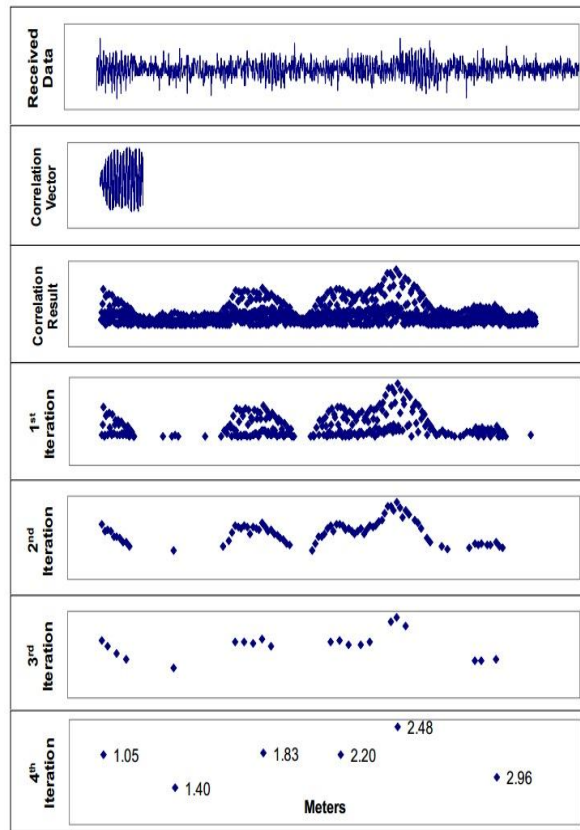 Received
Data
Correlation
Vector
Correlation
Result
1st
Iteration
2nd
Iteration
3rd
Iteration
4th
Iteration
1.05
1.40
1.83
2.20
2.48
2.96
Meters